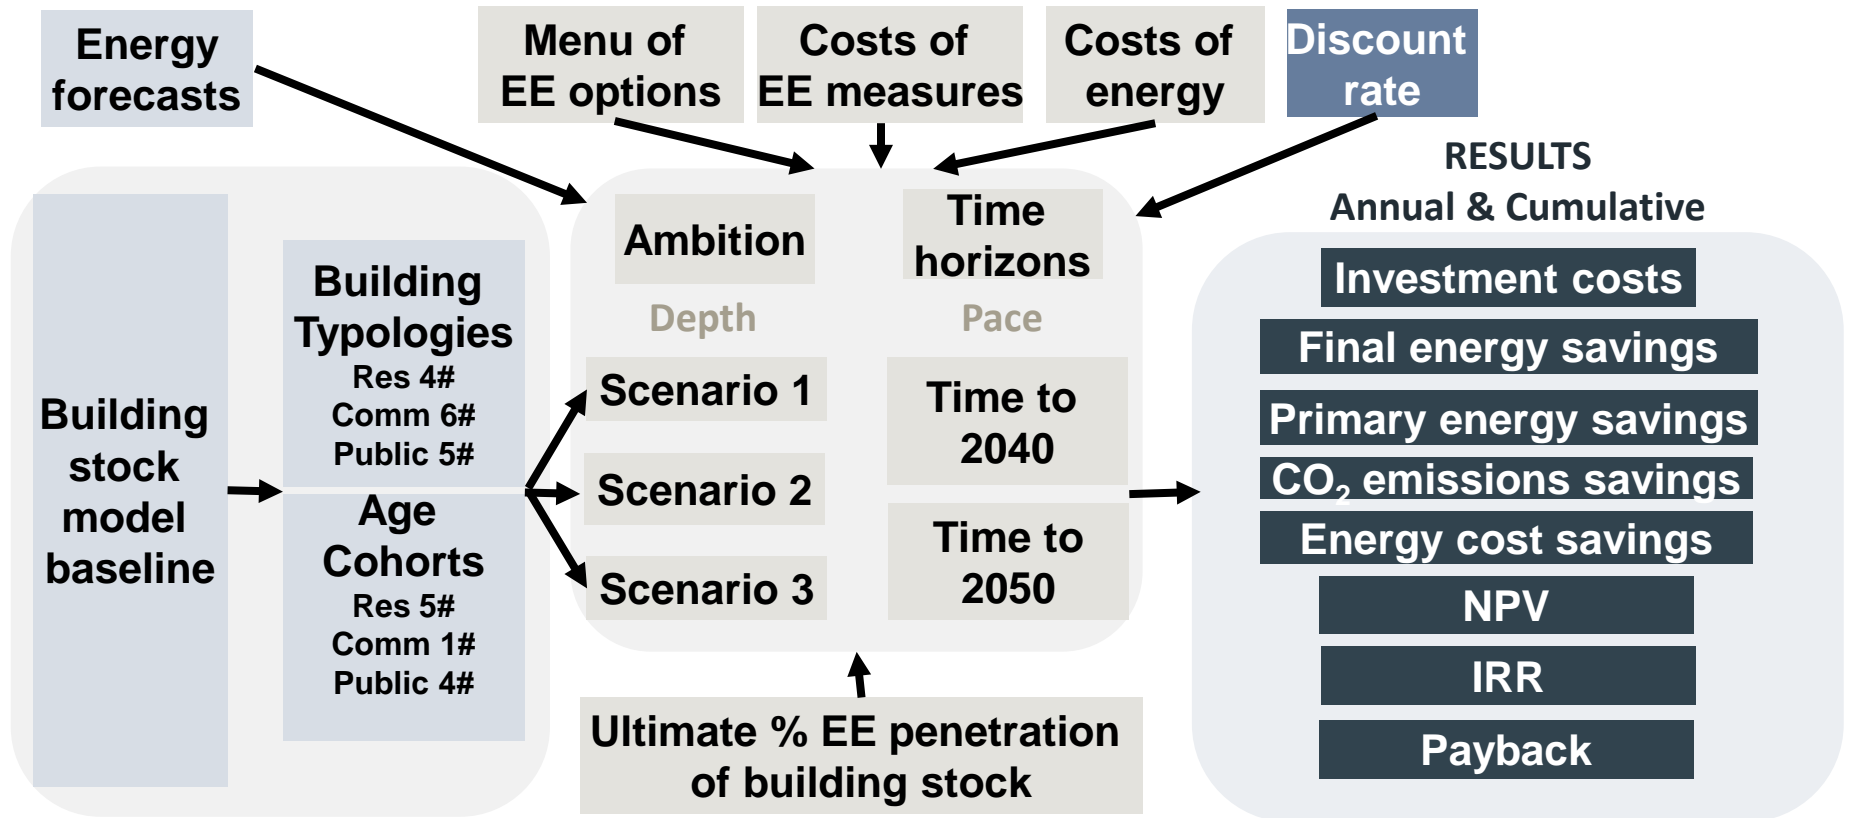 Energy
forecasts
Menu of
EE options
Costs of
EE measures
Costs of
energy
Discount
rate
Building
stock
model
baseline
Building
Typologies
Res 4#
Comm 6#
Public 5#
Age
Cohorts
Res 5#
Comm 1#
Public 4#
Ambition
Depth
Scenario 1
Scenario 2
Scenario 3
Time
horizons
Pace
Time to
2040
Time to
2050
Ultimate % EE penetration
of building stock
RESULTS
Annual & Cumulative
Investment costs
Final energy savings
Primary energy savings
CO₂ emissions savings
Energy cost savings
NPV
IRR
Payback